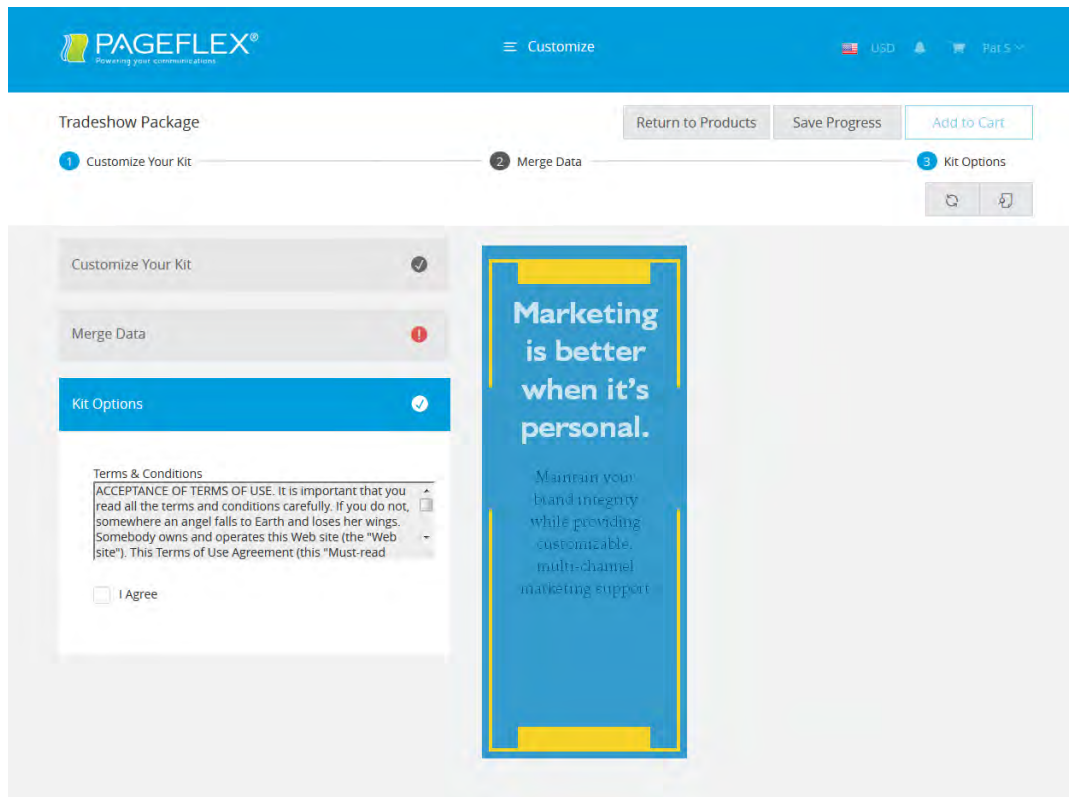 PAGEFLEX®
Powering your communications
Customize
USD
Pat S
Tradeshow Package
Return to Products
Save Progress
Add to Cart
1 Customize Your Kit
2 Merge Data
3 Kit Options
Customize Your Kit
Merge Data
Kit Options
Terms & Conditions
ACCEPTANCE OF TERMS OF USE. It is important that you
read all the terms and conditions carefully. If you do not,
somewhere an angel falls to Earth and loses her wings.
Somebody owns and operates this Web site (the "Web
site"). This Terms of Use Agreement (this "Must-read
I Agree
Marketing
is better
when it's
personal.
Maintain your
brand integrity
while providing
customizable,
multi-channel
marketing support